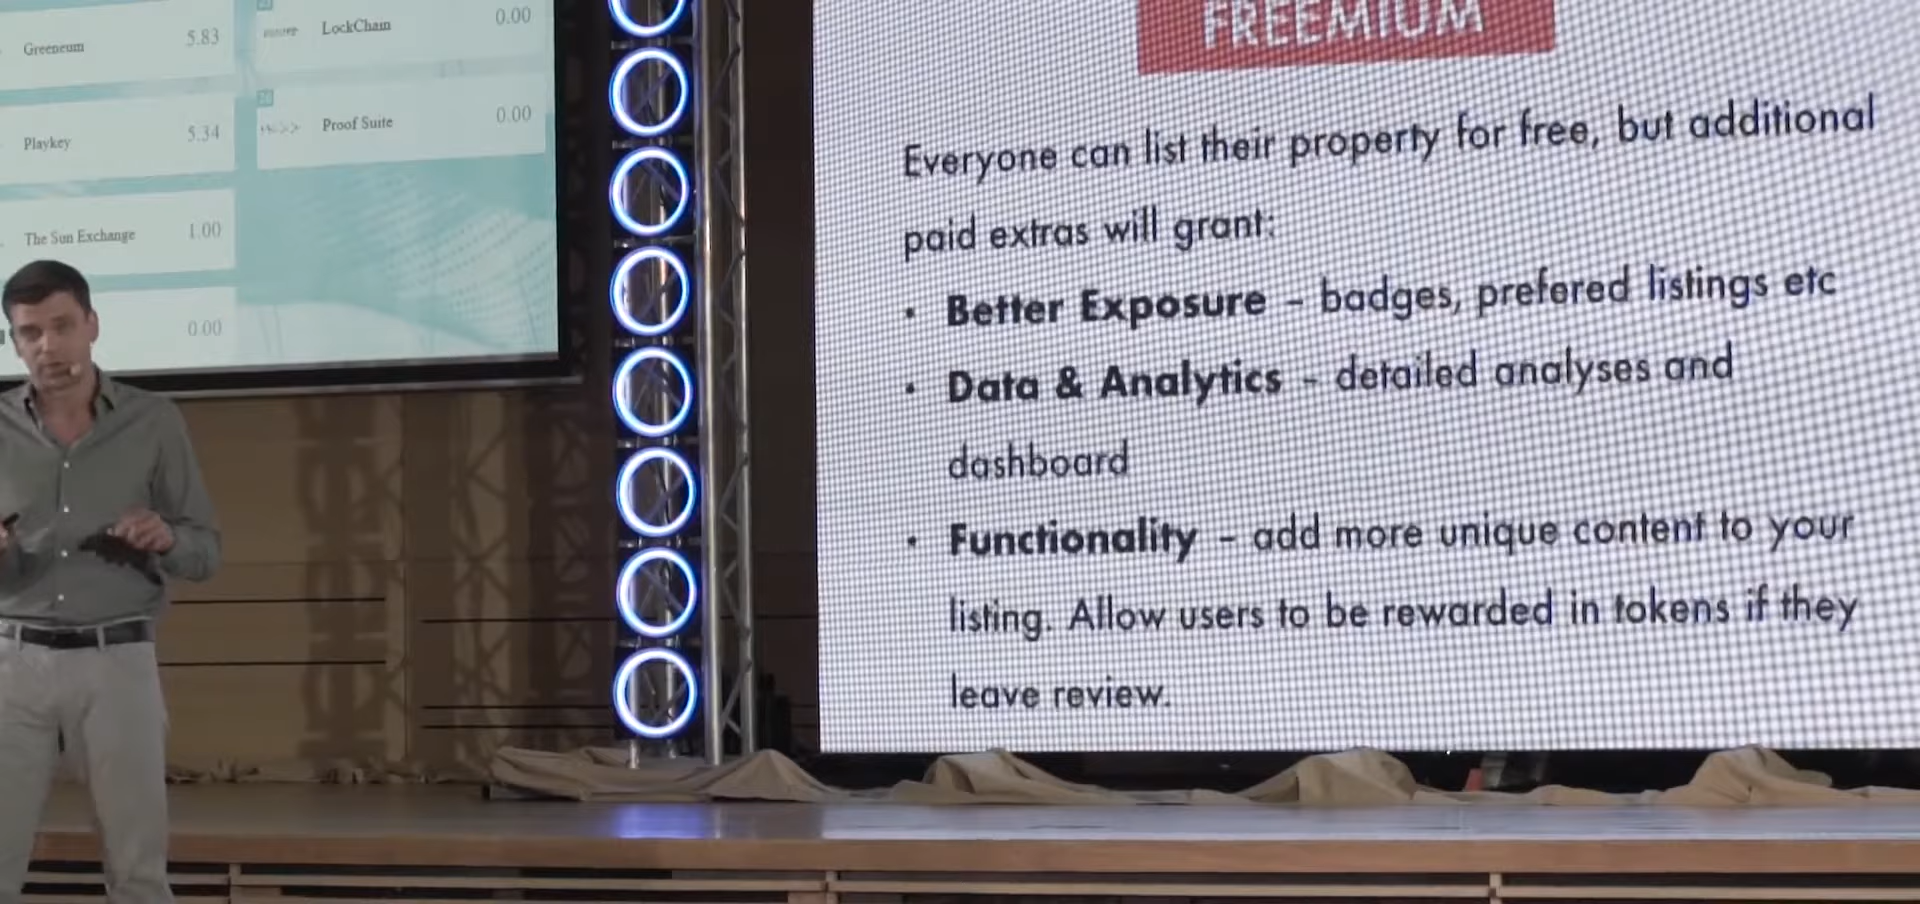 Greeneum 5.83
Playkey 5.34
The Sun Exchange 1.00
0.00
LockChain 0.00
Proof Suite 0.00
FREEMIUM
Everyone can list their property for free, but additional
paid extras will grant:
• Better Exposure – badges, prefered listings etc
• Data & Analytics – detailed analyses and
dashboard
• Functionality – add more unique content to your
listing. Allow users to be rewarded in tokens if they
leave review.